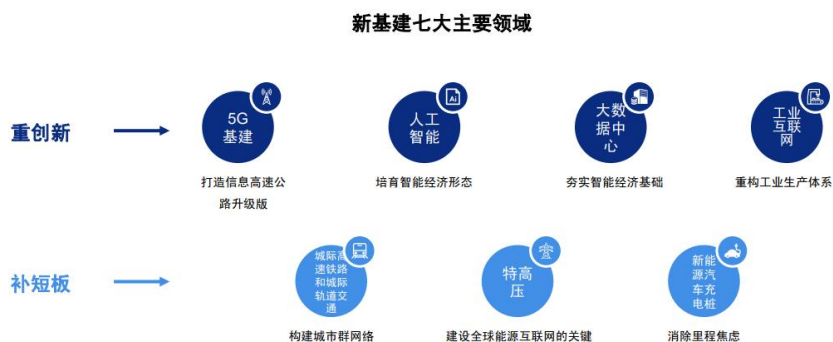 新基建七大主要领域
重创新
5G
基建
打造信息高速公
路升级版
人工
智能
Ai
培育智能经济形态
大数
据中
心
夯实智能经济基础
工业
互联
网
重构工业生产体系
补短板
城际高
速铁路
和城际
轨道交
通
构建城市群网络
特高
压
建设全球能源互联网的关键
新能
源汽
车充
电桩
消除里程焦虑